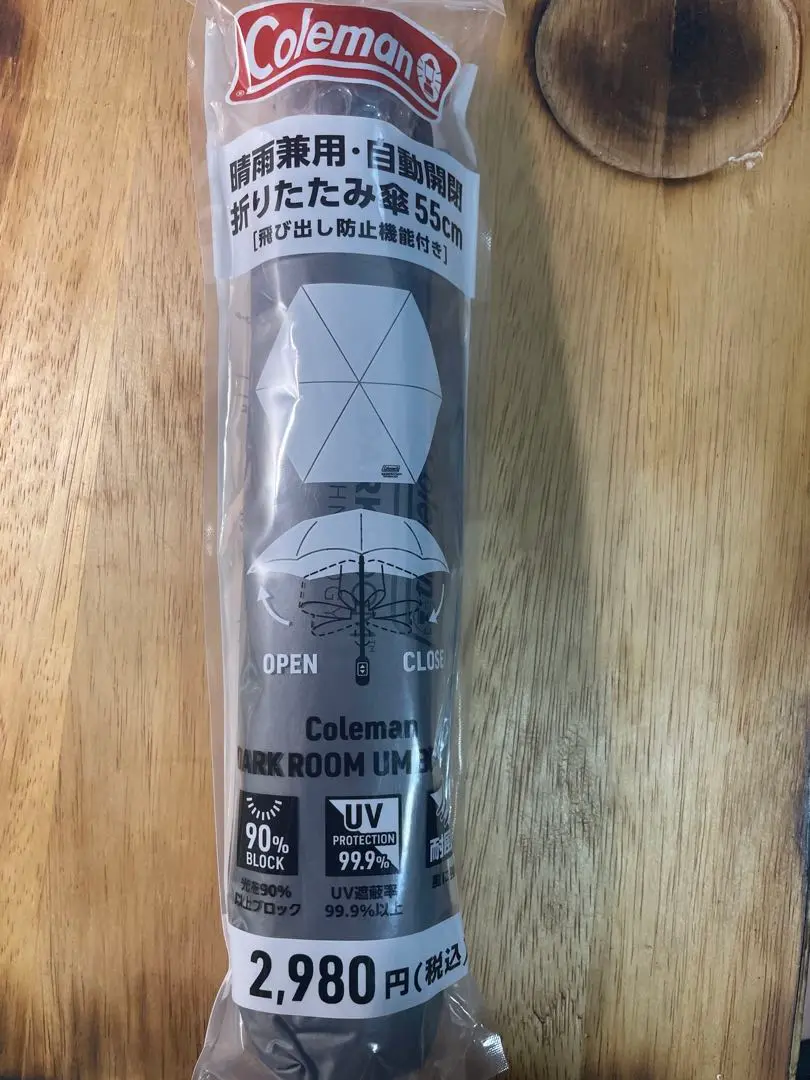 Coleman
晴雨兼用・自動開閉
折りたたみ傘 55cm
[飛び出し防止機能付き]
OPEN
CLOSE
Coleman
DARK ROOM
90%
BLOCK
UV
PROTECTION
99.9%
光を90%
以上ブロック
UV遮蔽率
99.9%以上
2,980円(税込)